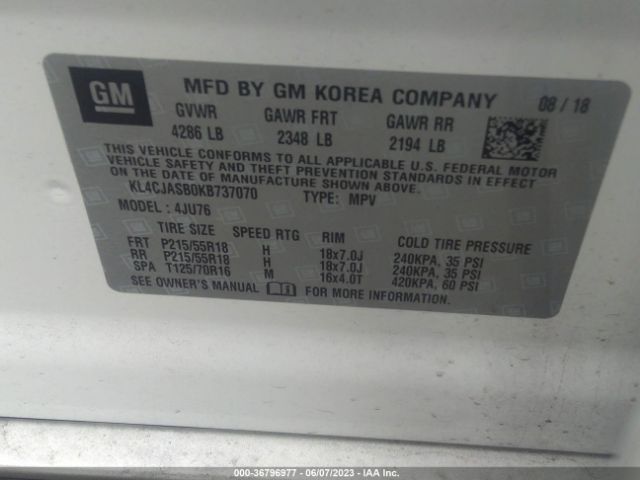 GM
MFD BY GM KOREA COMPANY 08 / 18
GVWR GAWR FRT GAWR RR
4286 LB 2348 LB 2194 LB
THIS VEHICLE CONFORMS TO ALL APPLICABLE U.S. FEDERAL MOTOR
VEHICLE SAFETY AND THEFT PREVENTION STANDARDS IN EFFECT
ON THE DATE OF MANUFACTURE SHOWN ABOVE.
KL4CJASB0KB737070 TYPE: MPV
MODEL : 4JU76
TIRE SIZE SPEED RTG RIM COLD TIRE PRESSURE
FRT P215/55R18 H 18x7.0J 240KPA, 35 PSI
RR P215/55R18 H 18x7.0J 240KPA, 35 PSI
SPA T125/70R16 M 16x4.0T 420KPA, 60 PSI
SEE OWNER'S MANUAL FOR MORE INFORMATION.
000-36796977 - 06/07/2023 - IAA Inc.